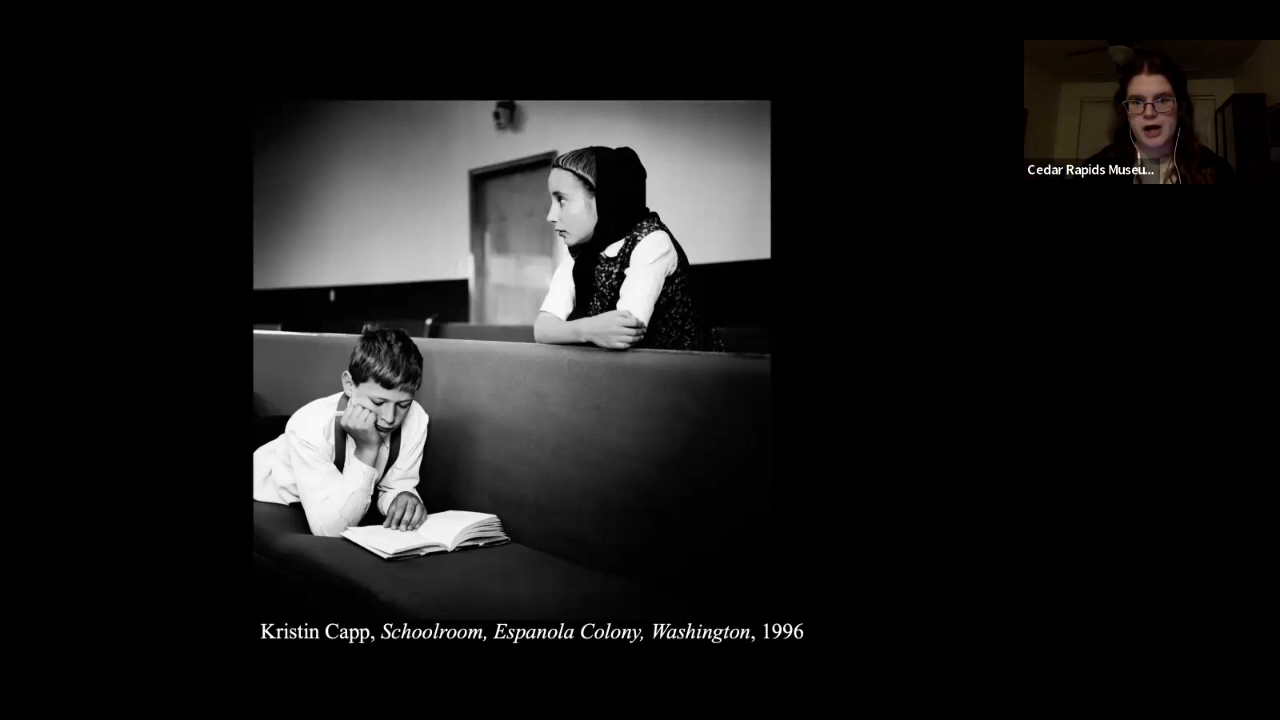 Cedar Rapids Museu...
Kristin Capp, Schoolroom, Espanola Colony, Washington, 1996